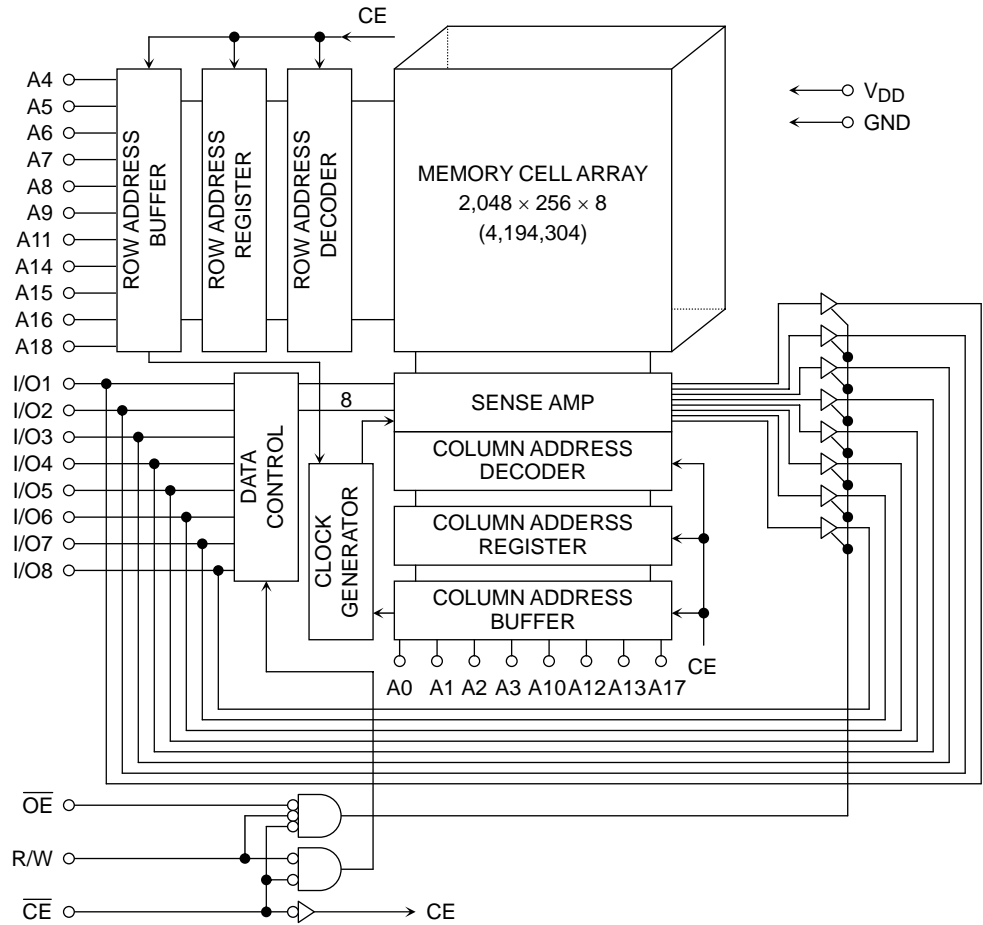 CE
A4
A5
A6
A7
A8
A9
A11
A14
A15
A16
A18
ROW ADDRESS
BUFFER
ROW ADDRESS
REGISTER
ROW ADDRESS
DECODER
MEMORY CELL ARRAY
2,048 × 256 × 8
(4,194,304)
VDD
GND
I/O1
I/O2
I/O3
I/O4
I/O5
I/O6
I/O7
I/O8
DATA
CONTROL
8
CLOCK
GENERATOR
SENSE AMP
COLUMN ADDRESS
DECODER
COLUMN ADDERSS
REGISTER
COLUMN ADDRESS
BUFFER
CE
A0 A1 A2 A3 A10 A12 A13 A17
OE
R/W
CE
CE